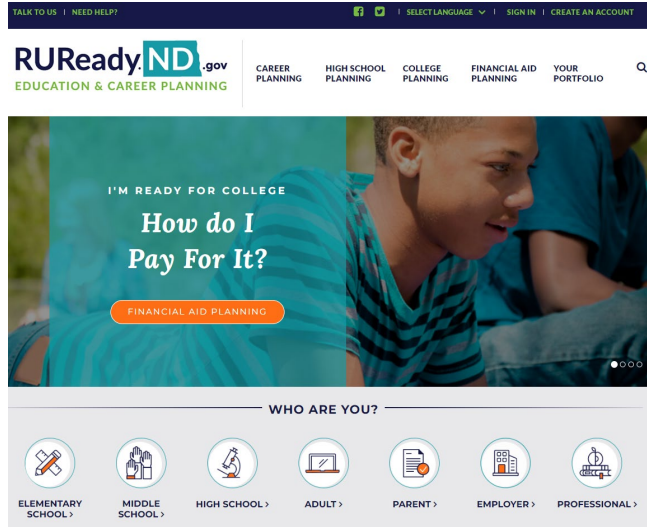 TALK TO US | NEED HELP?
| SELECT LANGUAGE | SIGN IN | CREATE AN ACCOUNT
RUReady.ND.gov
EDUCATION & CAREER PLANNING
CAREER
PLANNING
HIGH SCHOOL
PLANNING
COLLEGE
PLANNING
FINANCIAL AID
PLANNING
YOUR
PORTFOLIO
I'M READY FOR COLLEGE
How do I
Pay For It?
FINANCIAL AID PLANNING
WHO ARE YOU?
ELEMENTARY
SCHOOL >
MIDDLE
SCHOOL >
HIGH SCHOOL >
ADULT >
PARENT >
EMPLOYER >
PROFESSIONAL >